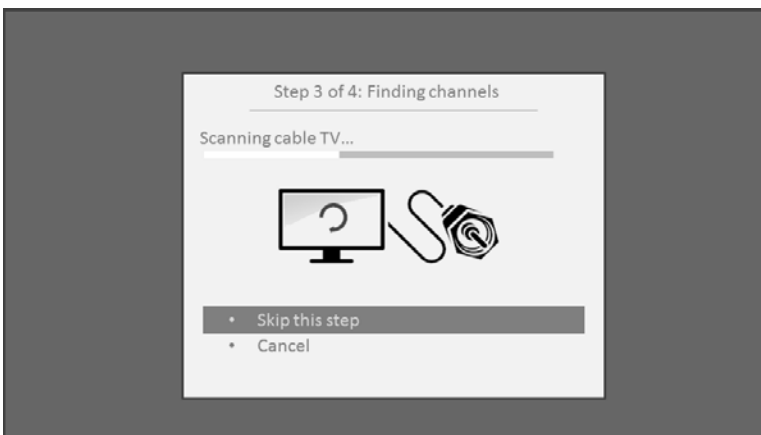 Step 3 of 4: Finding channels
Scanning cable TV...
• Skip this step
• Cancel